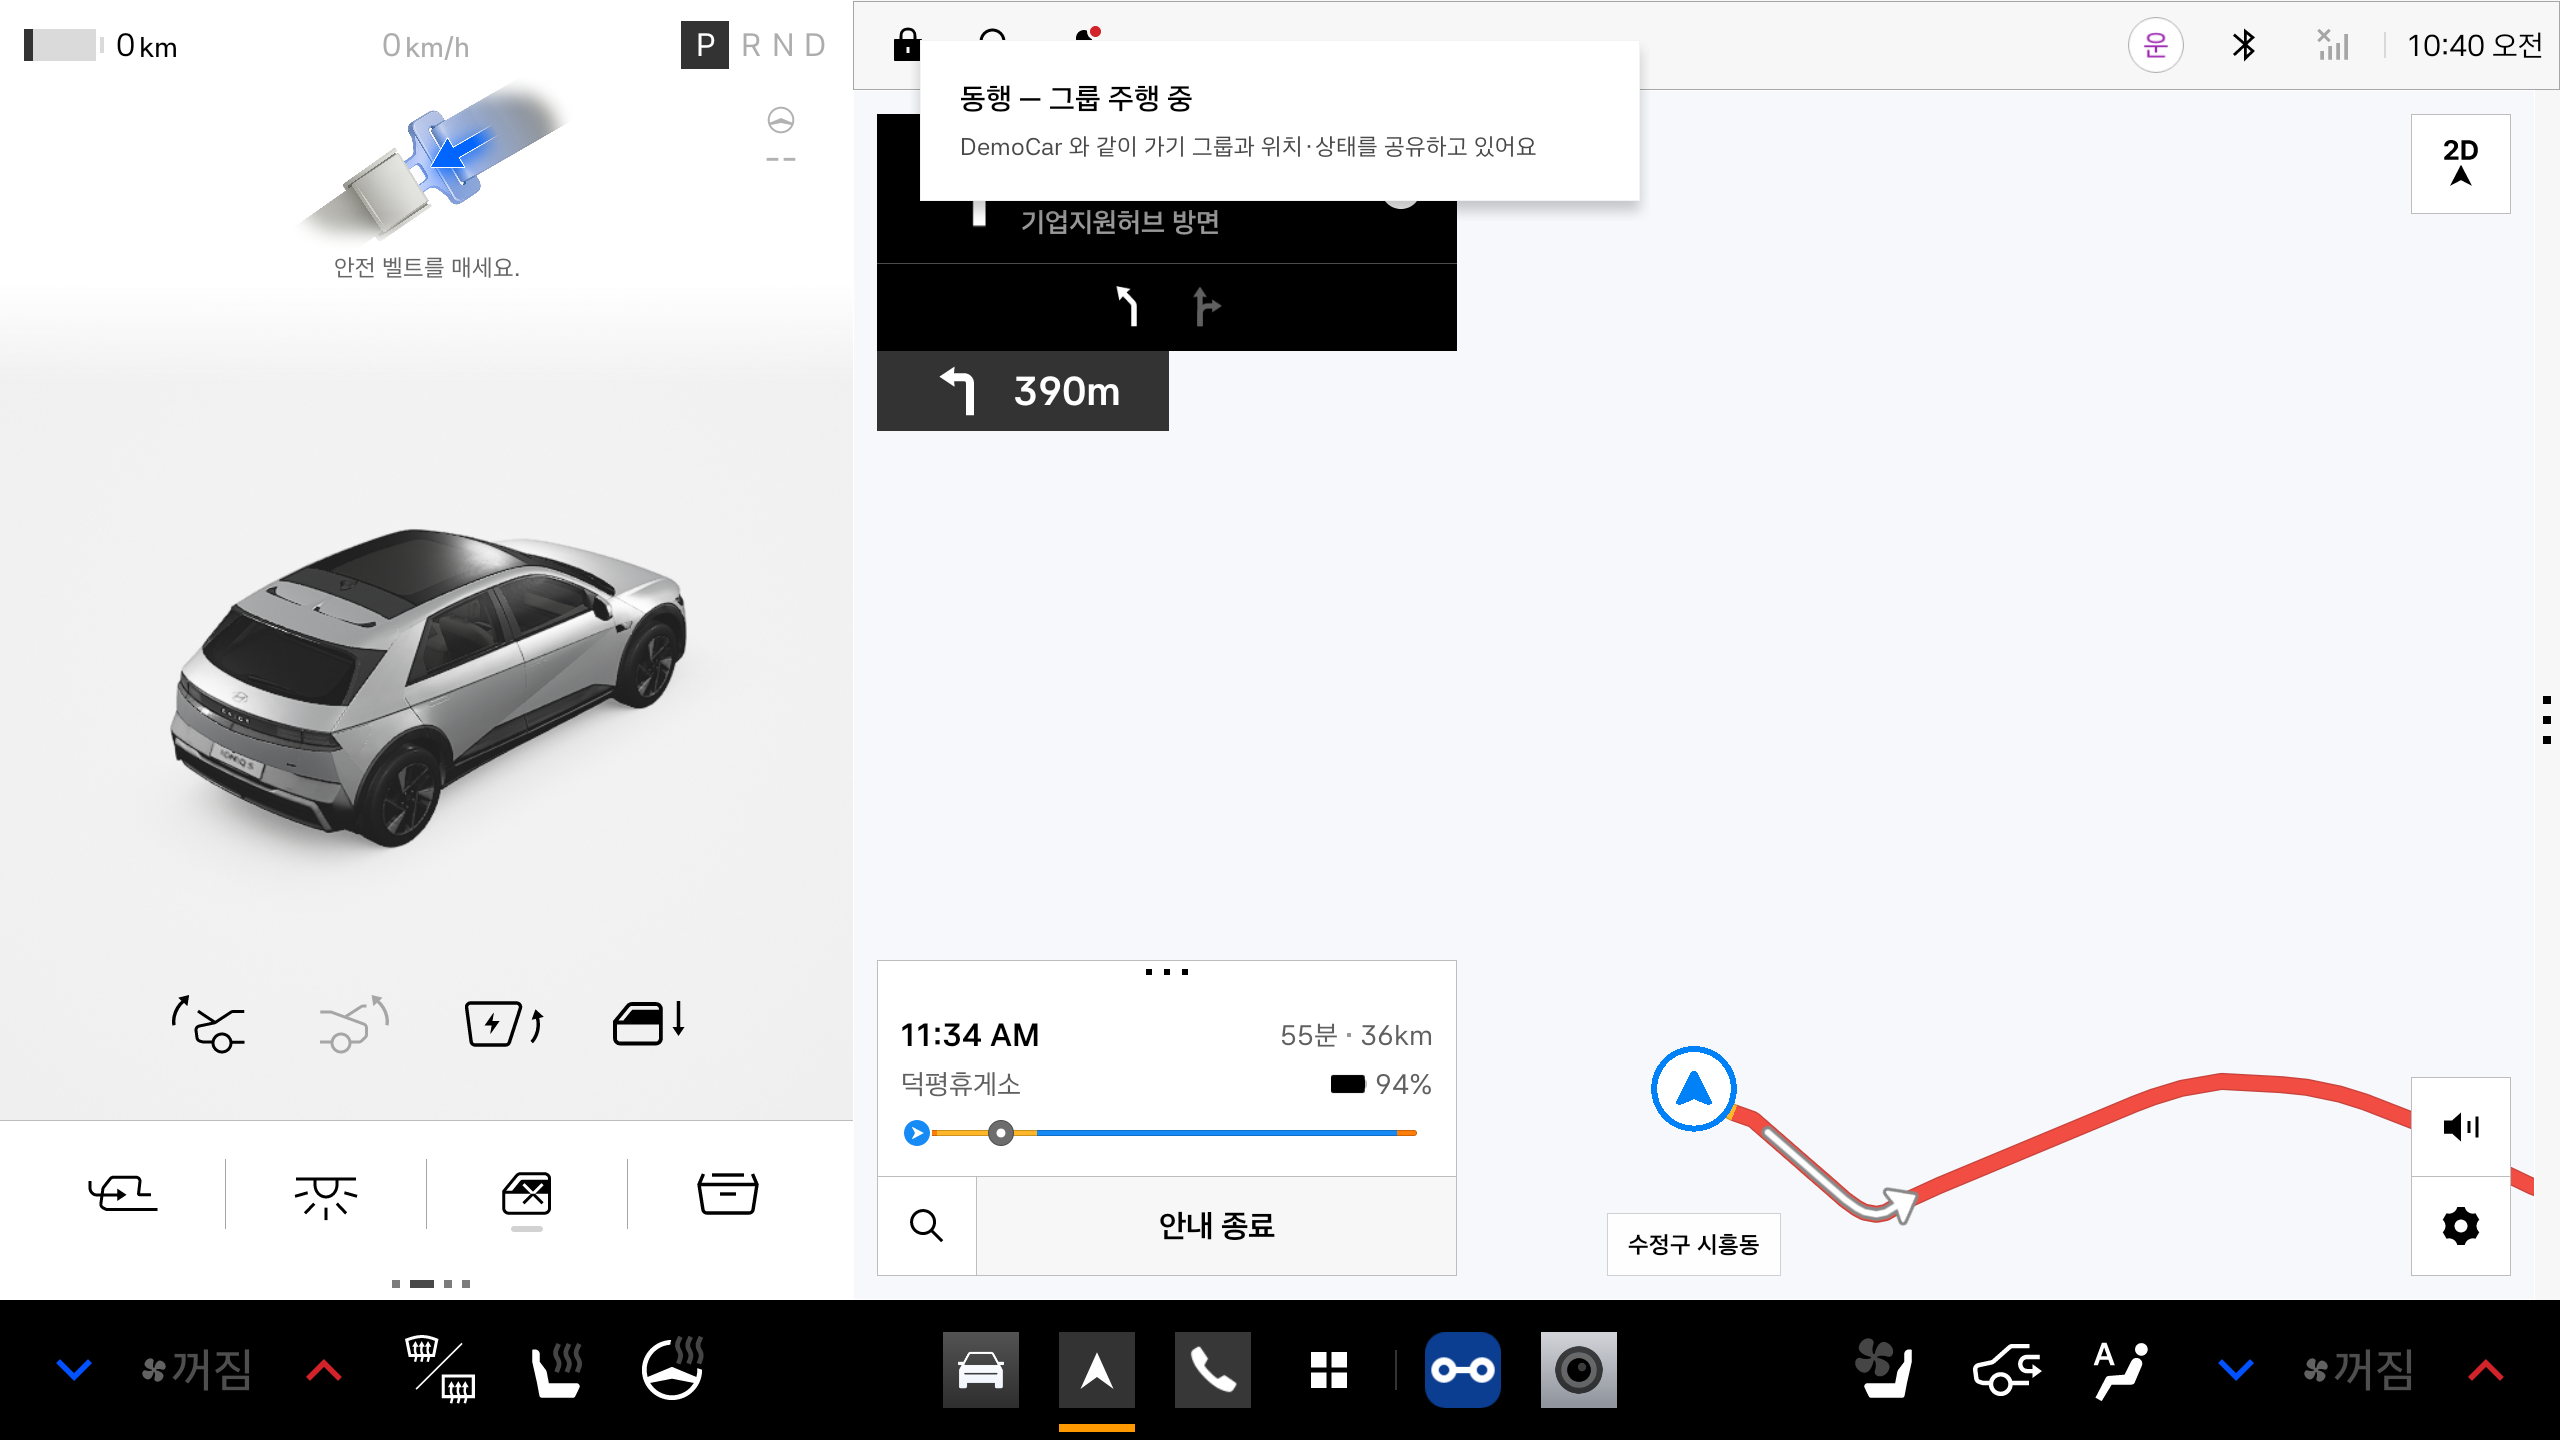 0 km
0 km/h
P R N D
운
10:40 오전
동행 — 그룹 주행 중
DemoCar 와 같이 가기 그룹과 위치·상태를 공유하고 있어요
안전 벨트를 매세요.
기업지원허브 방면
390m
2D
11:34 AM
55분 · 36km
덕평휴게소
94%
안내 종료
수정구 시흥동
꺼짐
A
꺼짐